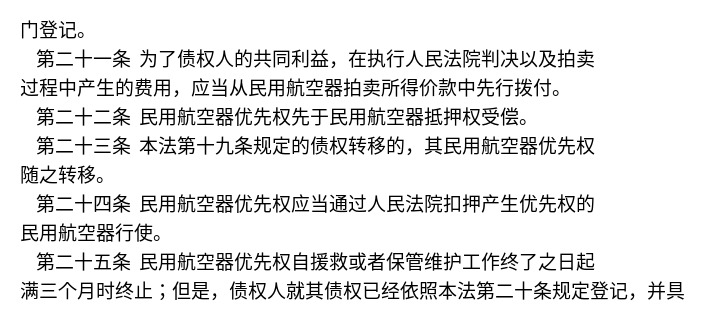 门登记。
第二十一条 为了债权人的共同利益，在执行人民法院判决以及拍卖
过程中产生的费用，应当从民用航空器拍卖所得价款中先行拨付。
第二十二条 民用航空器优先权先于民用航空器抵押权受偿。
第二十三条 本法第十九条规定的债权转移的，其民用航空器优先权
随之转移。
第二十四条 民用航空器优先权应当通过人民法院扣押产生优先权的
民用航空器行使。
第二十五条 民用航空器优先权自援救或者保管维护工作终了之日起
满三个月时终止；但是，债权人就其债权已经依照本法第二十条规定登记，并具